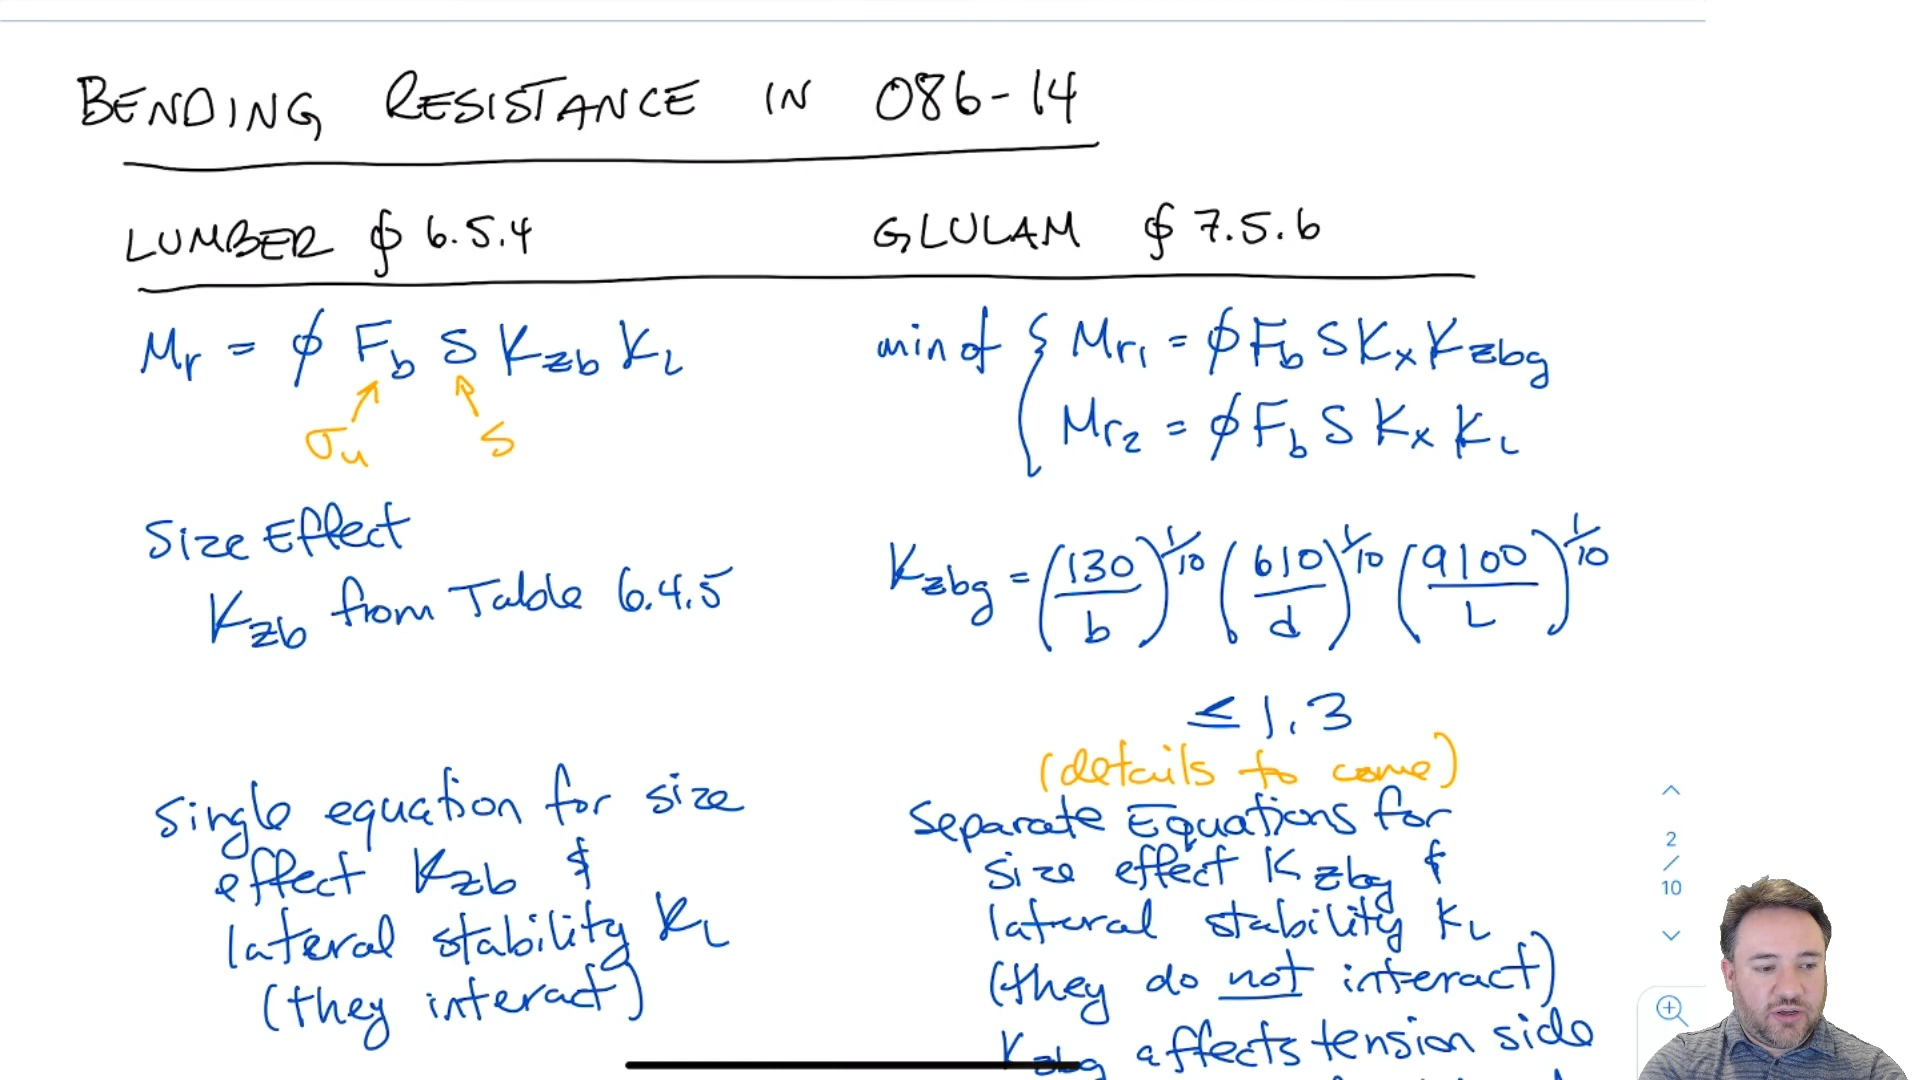 BENDING RESISTANCE IN 086-14
LUMBER § 6.5.4
Mr = φ Fb S Kzb KL
σu S
Size Effect
Kzb from Table 6.4.5
Single equation for size
effect Kzb &
lateral stability KL
(they interact)
GLULAM § 7.5.6
min of { Mr1 = φ Fb S Kx Kzbg
Mr2 = φ Fb S Kx KL
Kzbg = (130/b)^1/10 (610/d)^1/10 (9100/L)^1/10
≤ 1.3
(details to come)
Separate Equations for
size effect Kzbg &
lateral stability KL
(they do not interact)
Kzbg affects tension side
2
/
10